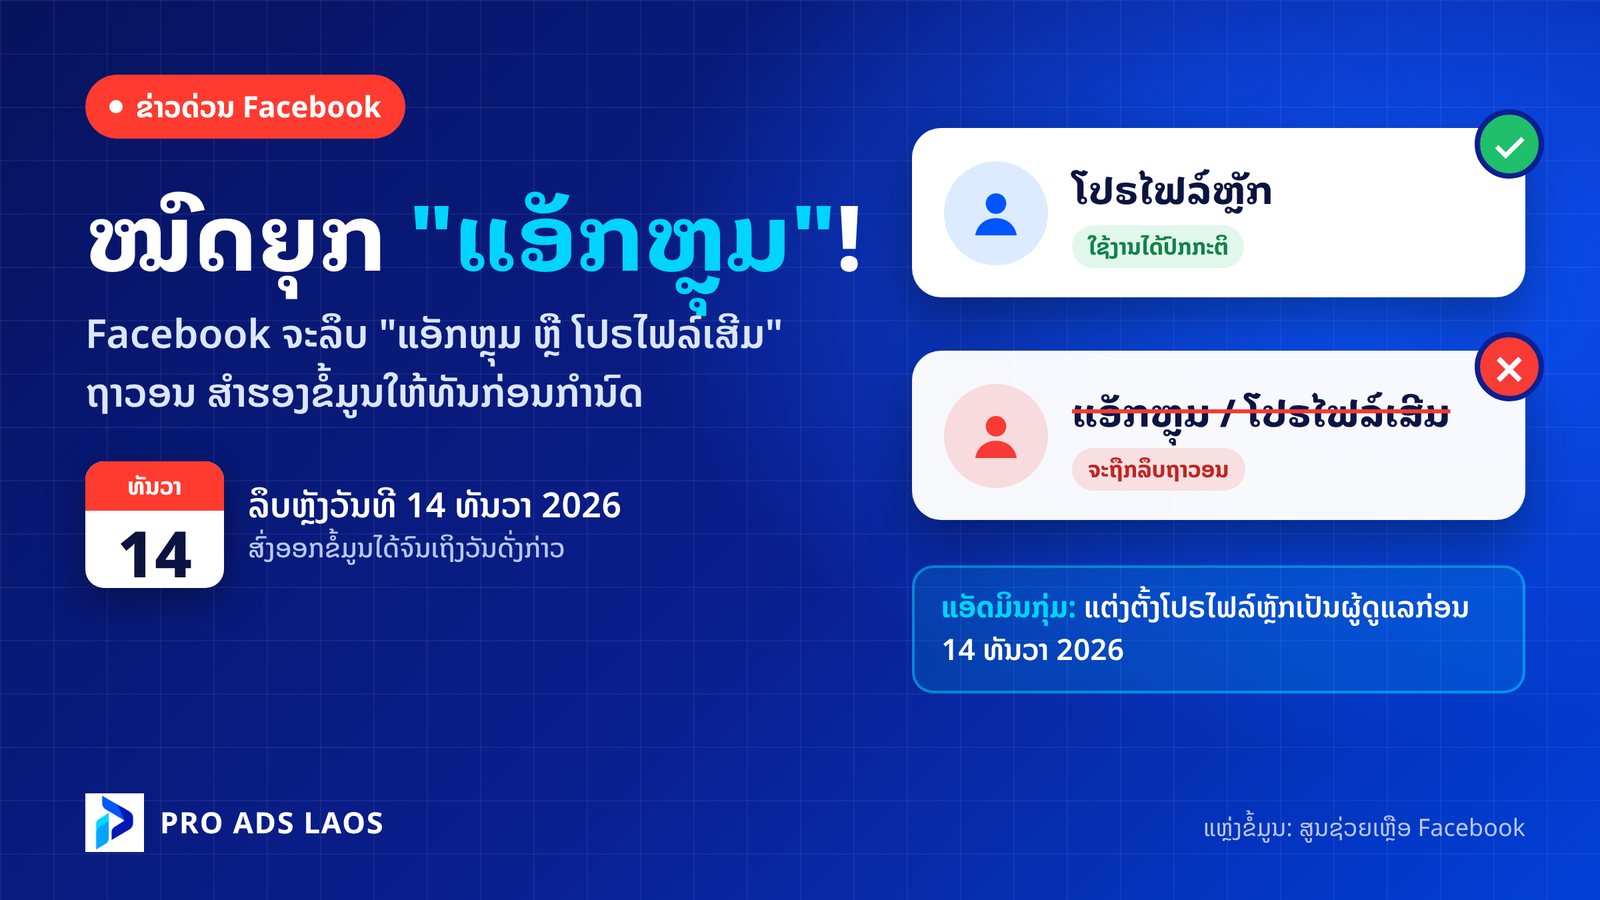 ຂ່າວດ່ວນ Facebook
ໝົດຍຸກ "ແອັກຫຼຸມ"!
Facebook ຈະລຶບ "ແອັກຫຼຸມ ຫຼື ໂປຣໄຟລ໌ເສີມ"
ຖາວອນ ສຳຮອງຂໍ້ມູນໃຫ້ທັນກ່ອນກຳນົດ
ທັນວາ
14
ລຶບຫຼັງວັນທີ 14 ທັນວາ 2026
ສົ່ງອອກຂໍ້ມູນໄດ້ຈົນເຖິງວັນດັ່ງກ່າວ
ໂປຣໄຟລ໌ຫຼັກ
ໃຊ້ງານໄດ້ປົກກະຕິ
ແອັກຫຼຸມ / ໂປຣໄຟລ໌ເສີມ
ຈະຖືກລຶບຖາວອນ
ແອັດມິນກຸ່ມ: ແຕ່ງຕັ້ງໂປຣໄຟລ໌ຫຼັກເປັນຜູ້ດູແລກ່ອນ
14 ທັນວາ 2026
PRO ADS LAOS
ແຫຼ່ງຂໍ້ມູນ: ສູນຊ່ວຍເຫຼືອ Facebook